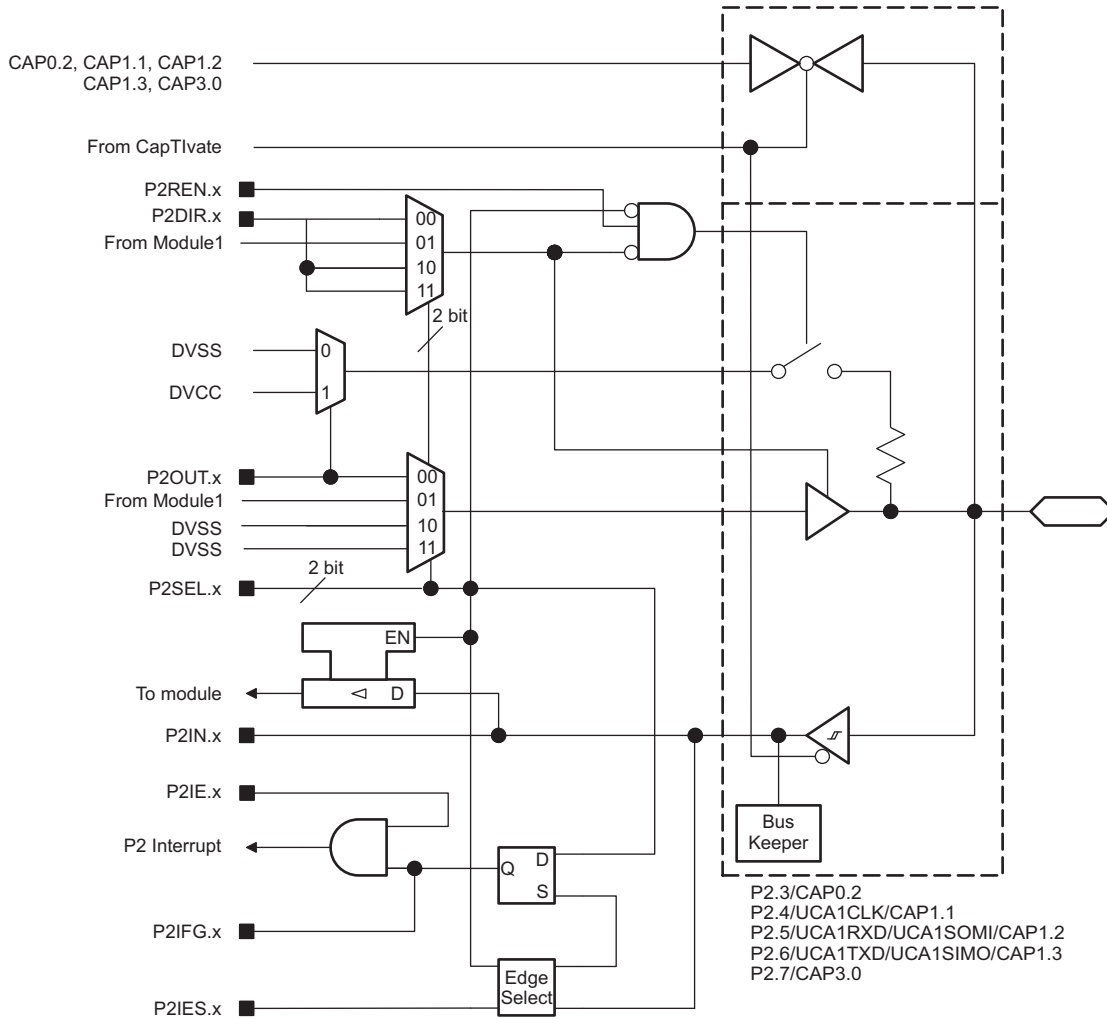 CAP0.2, CAP1.1, CAP1.2
CAP1.3, CAP3.0
From CapTIvate
P2REN.x
P2DIR.x
From Module1
00
01
10
11
2 bit
DVSS
DVCC
0
1
P2OUT.x
From Module1
DVSS
DVSS
00
01
10
11
P2SEL.x
2 bit
EN
D
To module
P2IN.x
P2IE.x
P2 Interrupt
Q
D
S
Bus
Keeper
P2IFG.x
Edge
Select
P2IES.x
P2.3/CAP0.2
P2.4/UCA1CLK/CAP1.1
P2.5/UCA1RXD/UCA1SOMI/CAP1.2
P2.6/UCA1TXD/UCA1SIMO/CAP1.3
P2.7/CAP3.0